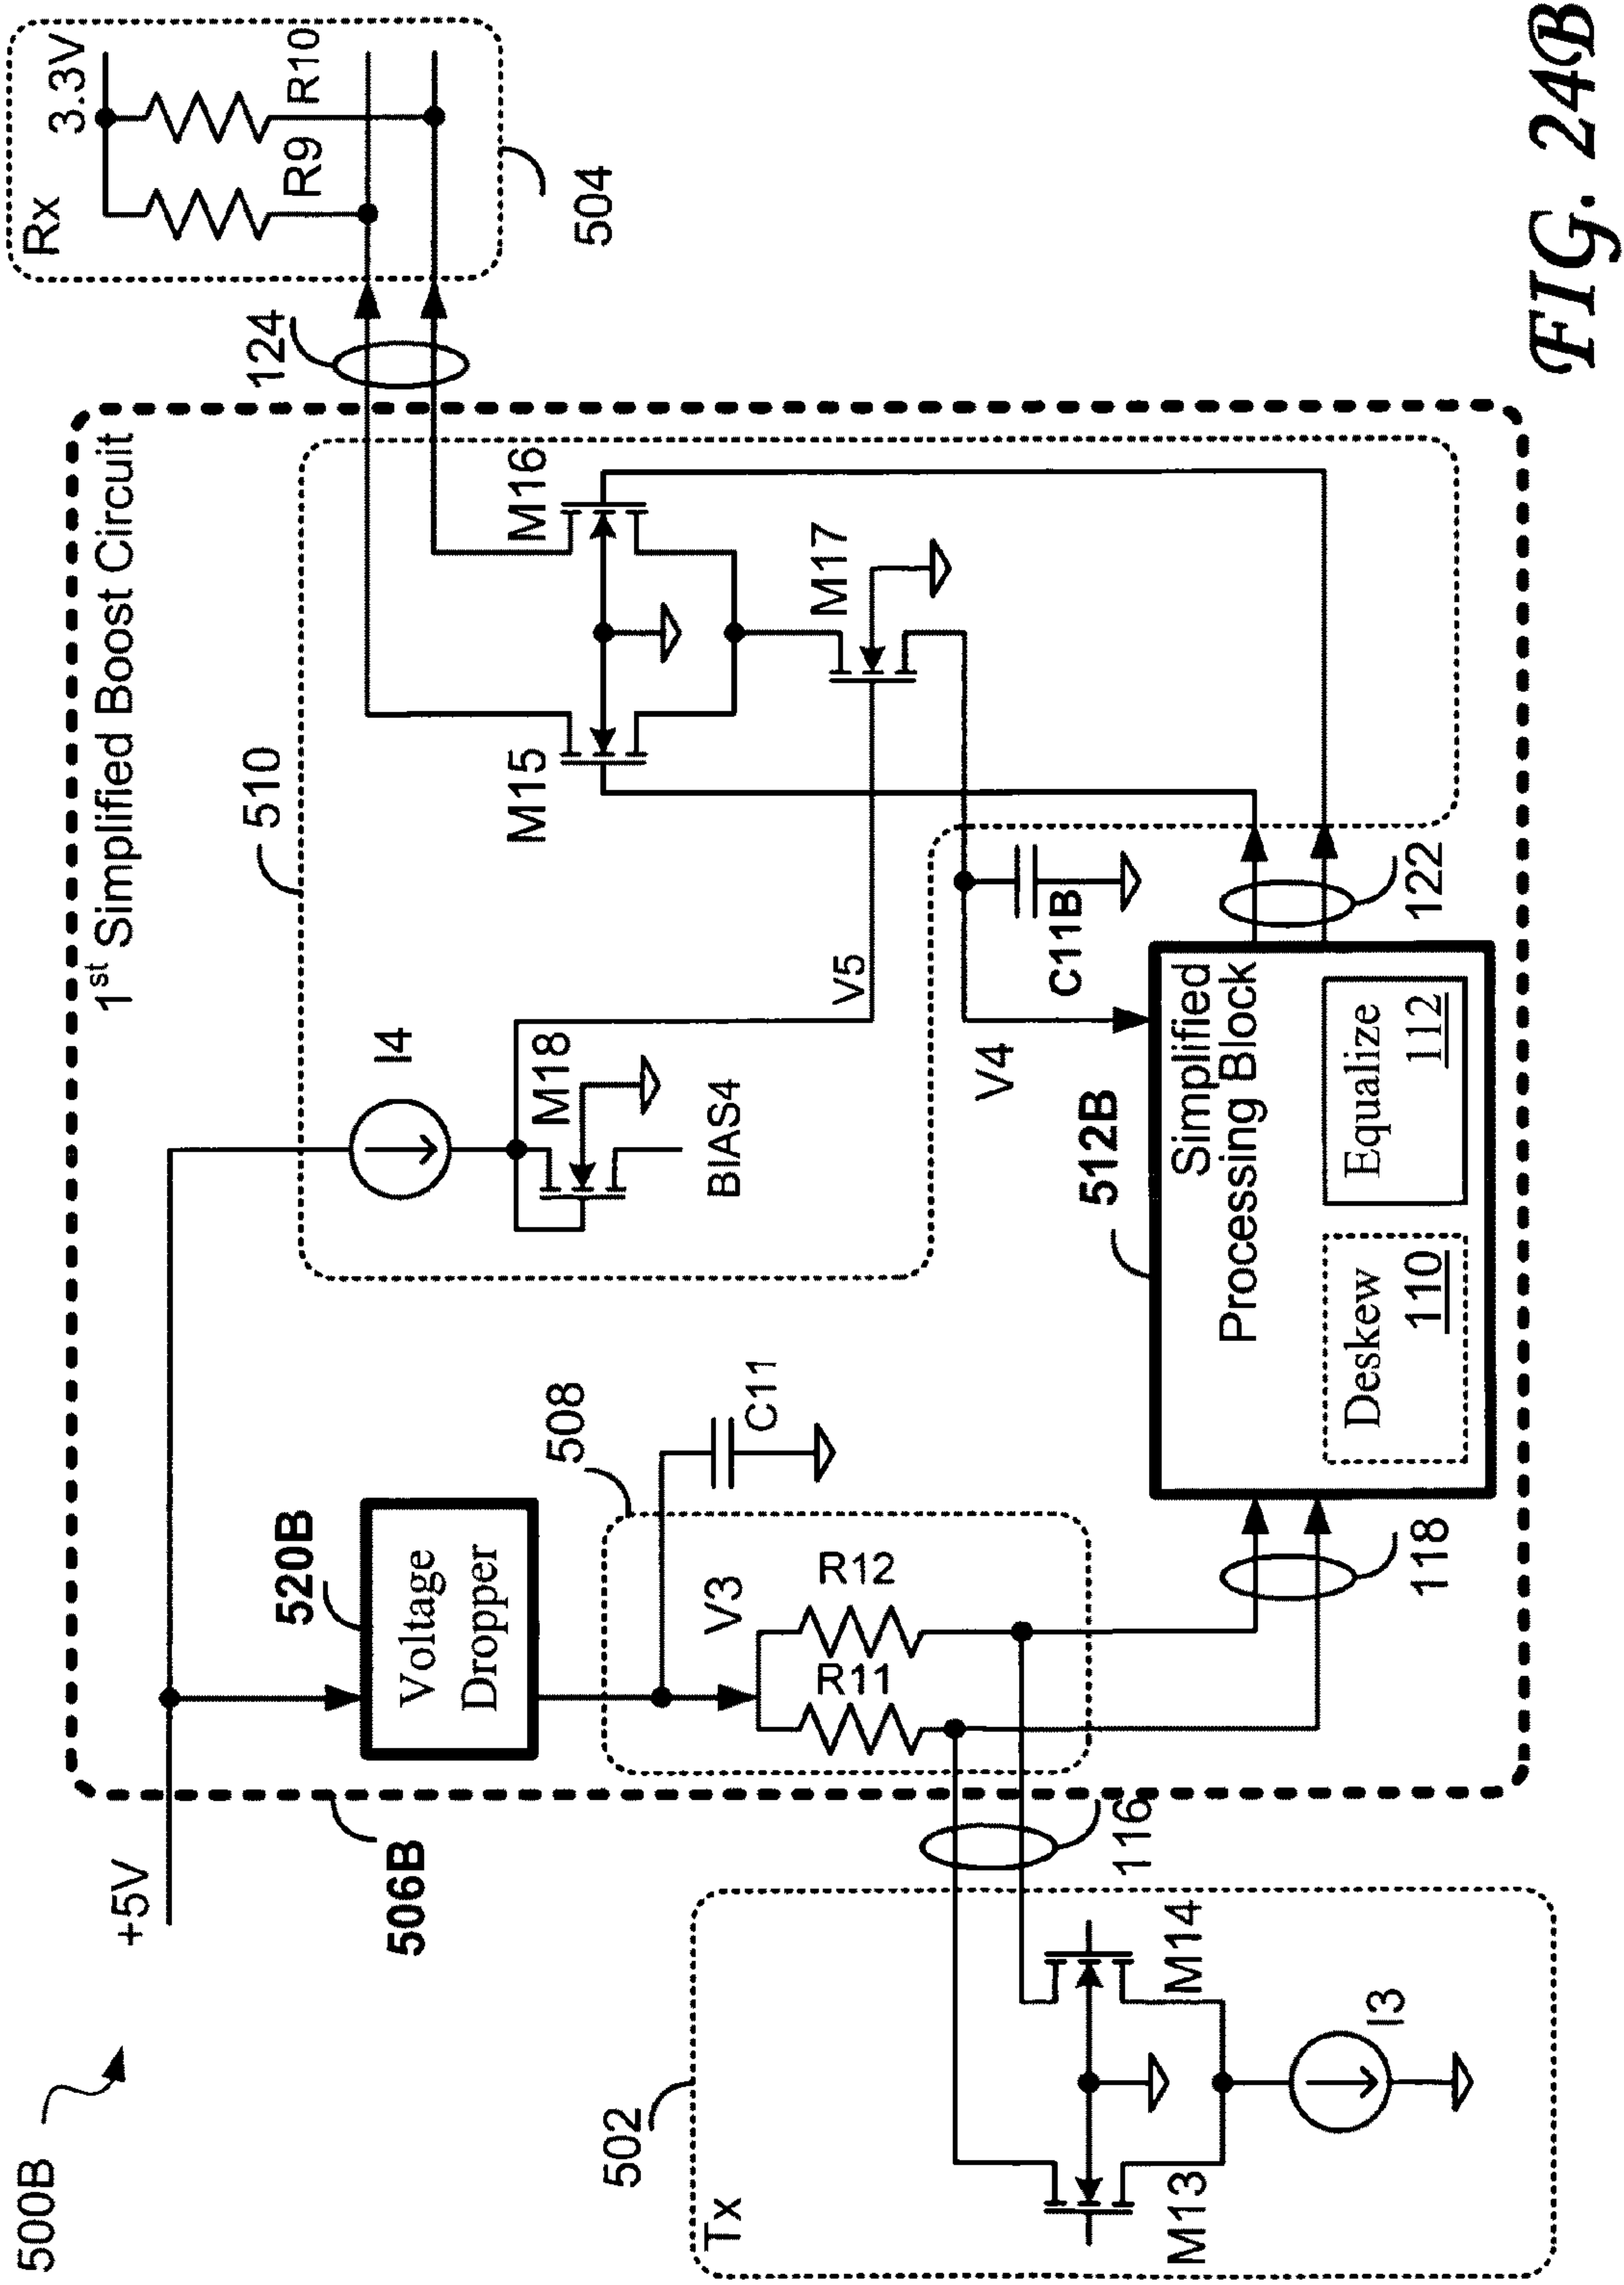 500B
+5V
506B
1st Simplified Boost Circuit
520B
Voltage
Dropper
508
C11
V3
R12
R11
510
I4
M18
BIAS4
V5
M15
M16
M17
V4
C11B
512B
Simplified
Processing Block
Deskew
110
Equalize
112
118
122
116
124
502
Tx
M13
M14
I3
Rx
3.3V
R9
R10
504
FIG. 24B